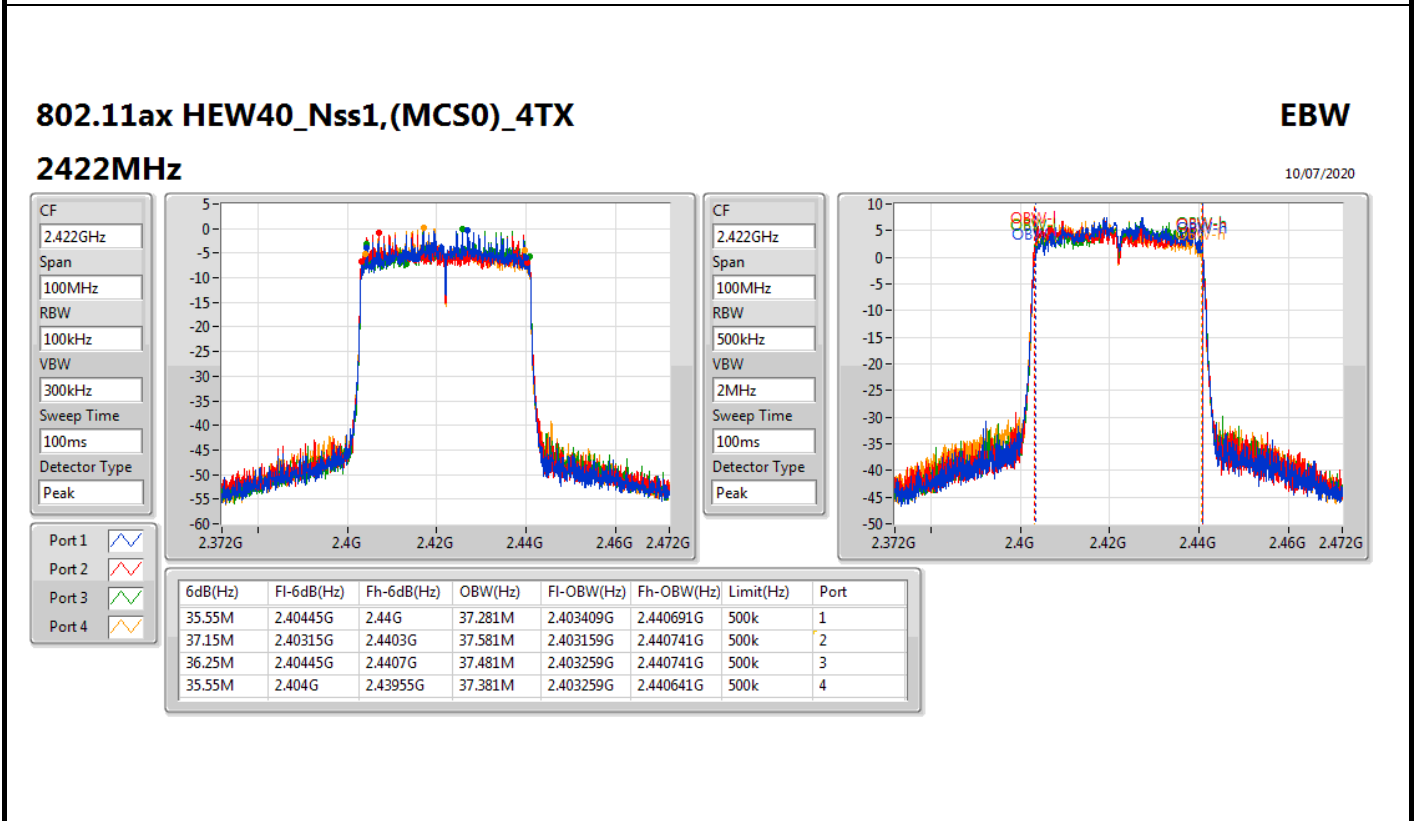 802.11ax HEW40_Nss1,(MCS0)_4TX
EBW
2422MHz
10/07/2020
CF
2.422GHz
Span
100MHz
RBW
100kHz
VBW
300kHz
Sweep Time
100ms
Detector Type
Peak
5
0
-5
-10
-15
-20
-25
-30
-35
-40
-45
-50
-55
-60
2.372G 2.4G 2.42G 2.44G 2.46G 2.472G
CF
2.422GHz
Span
100MHz
RBW
500kHz
VBW
2MHz
Sweep Time
100ms
Detector Type
Peak
10
5
0
-5
-10
-15
-20
-25
-30
-35
-40
-45
-50
OBW-l
OBW-h
2.372G 2.4G 2.42G 2.44G 2.46G 2.472G
Port 1
Port 2
Port 3
Port 4
6dB(Hz) Fl-6dB(Hz) Fh-6dB(Hz) OBW(Hz) Fl-OBW(Hz) Fh-OBW(Hz) Limit(Hz) Port
35.55M 2.40445G 2.44G 37.281M 2.403409G 2.440691G 500k 1
37.15M 2.40315G 2.4403G 37.581M 2.403159G 2.440741G 500k 2
36.25M 2.40445G 2.4407G 37.481M 2.403259G 2.440741G 500k 3
35.55M 2.404G 2.43955G 37.381M 2.403259G 2.440641G 500k 4